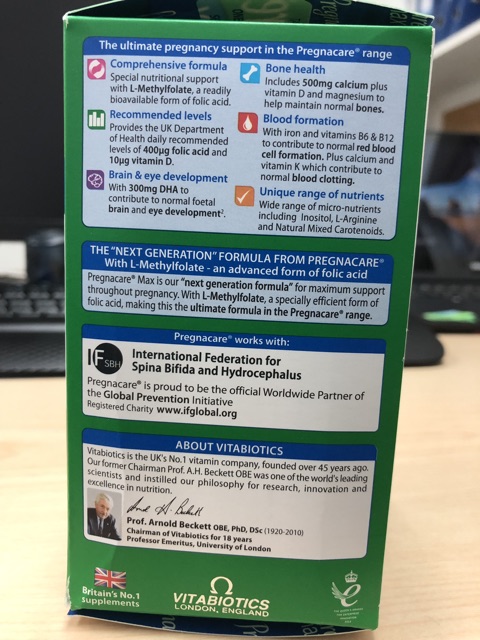 Pregnacare®
The ultimate pregnancy support in the Pregnacare® range
Comprehensive formula
Special nutritional support
with L-Methylfolate, a readily
bioavailable form of folic acid.
Recommended levels
Provides the UK Department
of Health daily recommended
levels of 400µg folic acid and
10µg vitamin D.
Brain & eye development
With 300mg DHA to
contribute to normal foetal
brain and eye development².
Bone health
Includes 500mg calcium plus
vitamin D and magnesium to
help maintain normal bones.
Blood formation
With iron and vitamins B6 & B12
to contribute to normal red blood
cell formation. Plus calcium and
vitamin K which contribute to
normal blood clotting.
Unique range of nutrients
Wide range of micro-nutrients
including Inositol, L-Arginine
and Natural Mixed Carotenoids.
THE "NEXT GENERATION" FORMULA FROM PREGNACARE®
With L-Methylfolate - an advanced form of folic acid
Pregnacare® Max is our "next generation formula" for maximum support
throughout pregnancy. With L-Methylfolate, a specially efficient form of
folic acid, making this the ultimate formula in the Pregnacare® range.
Pregnacare® works with:
IF SBH
International Federation for
Spina Bifida and Hydrocephalus
Pregnacare® is proud to be the official Worldwide Partner of
the Global Prevention Initiative
Registered Charity www.ifglobal.org
ABOUT VITABIOTICS
Vitabiotics is the UK's No.1 vitamin company, founded over 45 years ago.
Our former Chairman Prof. A.H. Beckett OBE was one of the world's leading
scientists and instilled our philosophy for research, innovation and
excellence in nutrition.
Prof. Arnold Beckett OBE, PhD, DSc (1920-2010)
Chairman of Vitabiotics for 18 years
Professor Emeritus, University of London
Britain's No.1
supplements
VITABIOTICS
LONDON, ENGLAND